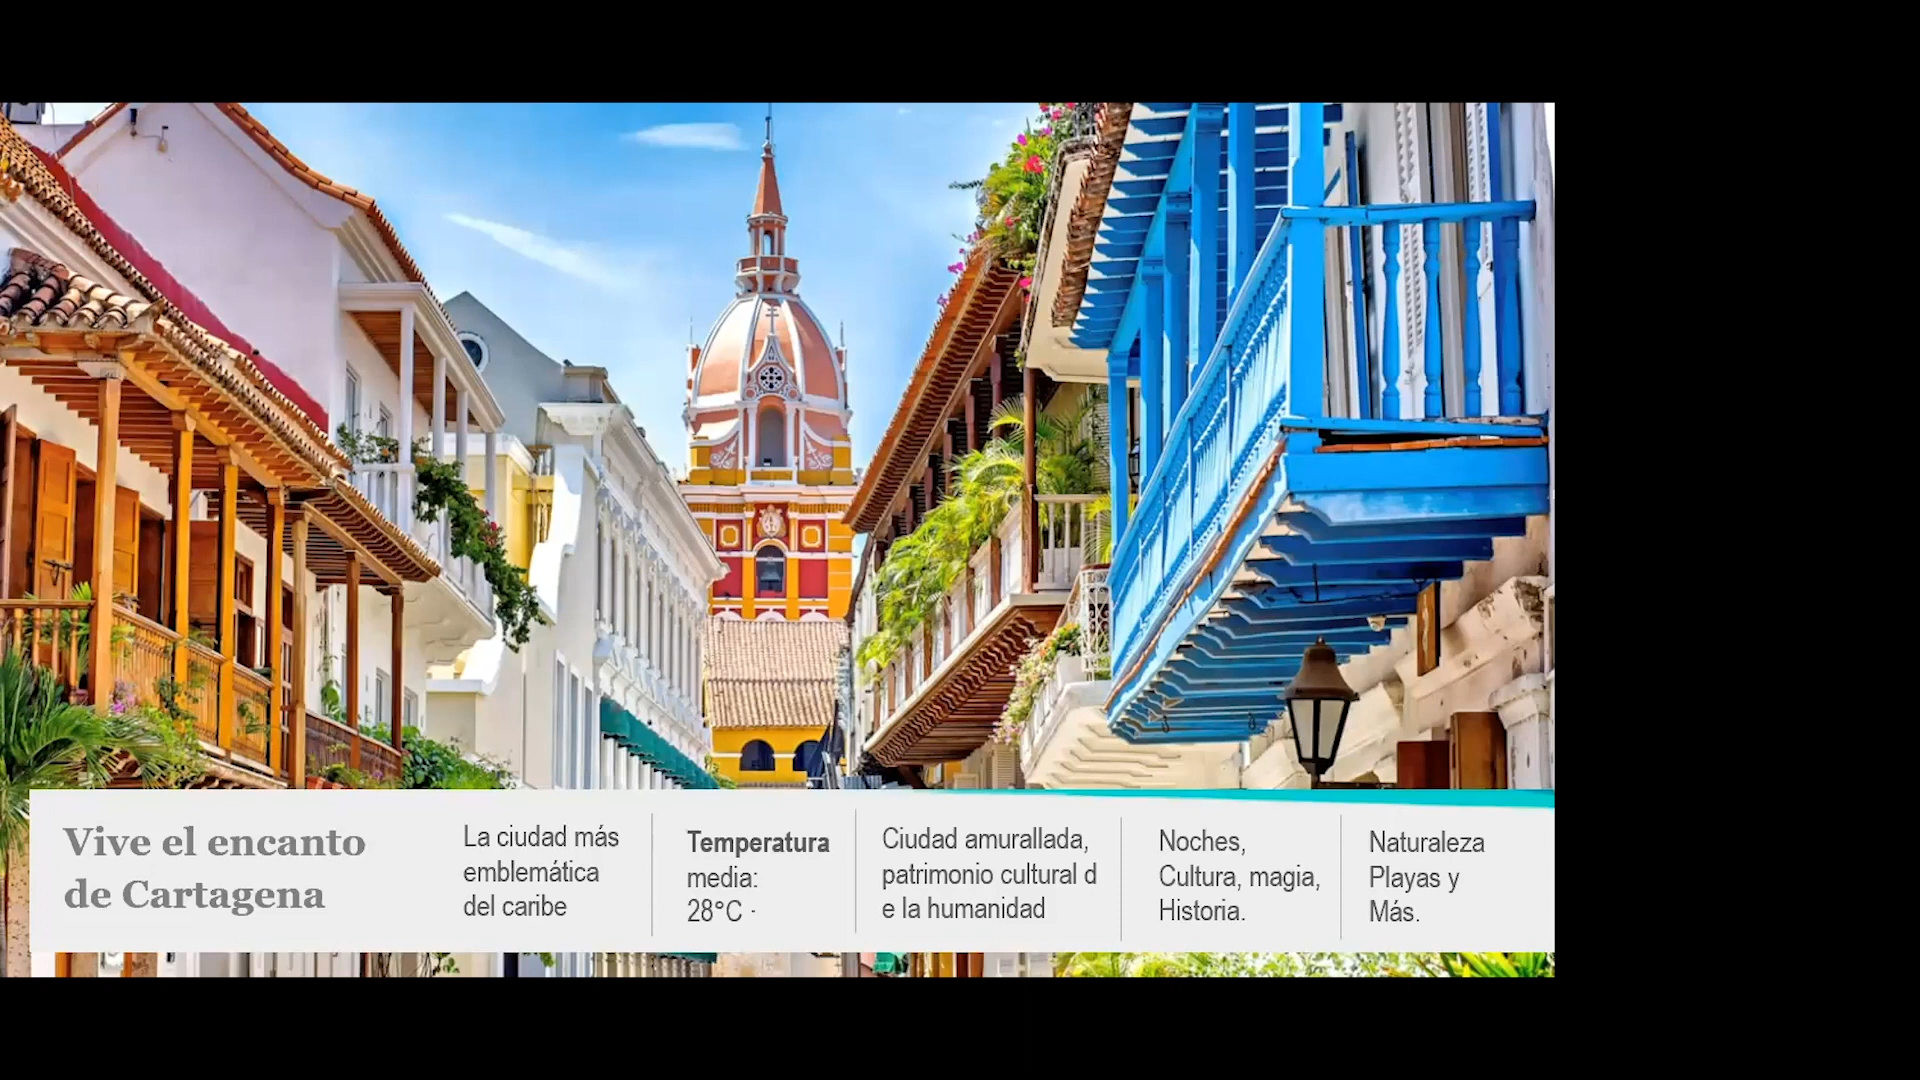 Vive el encanto
de Cartagena
La ciudad más
emblemática
del caribe
Temperatura
media:
28°C ·
Ciudad amurallada,
patrimonio cultural d
e la humanidad
Noches,
Cultura, magia,
Historia.
Naturaleza
Playas y
Más.